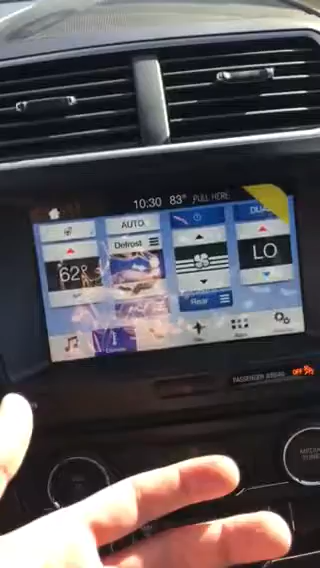 10:30 83° PULL HERE
AUTO
DUAL
Defrost
62°
LO
Rear
PASSENGER AIRBAG OFF